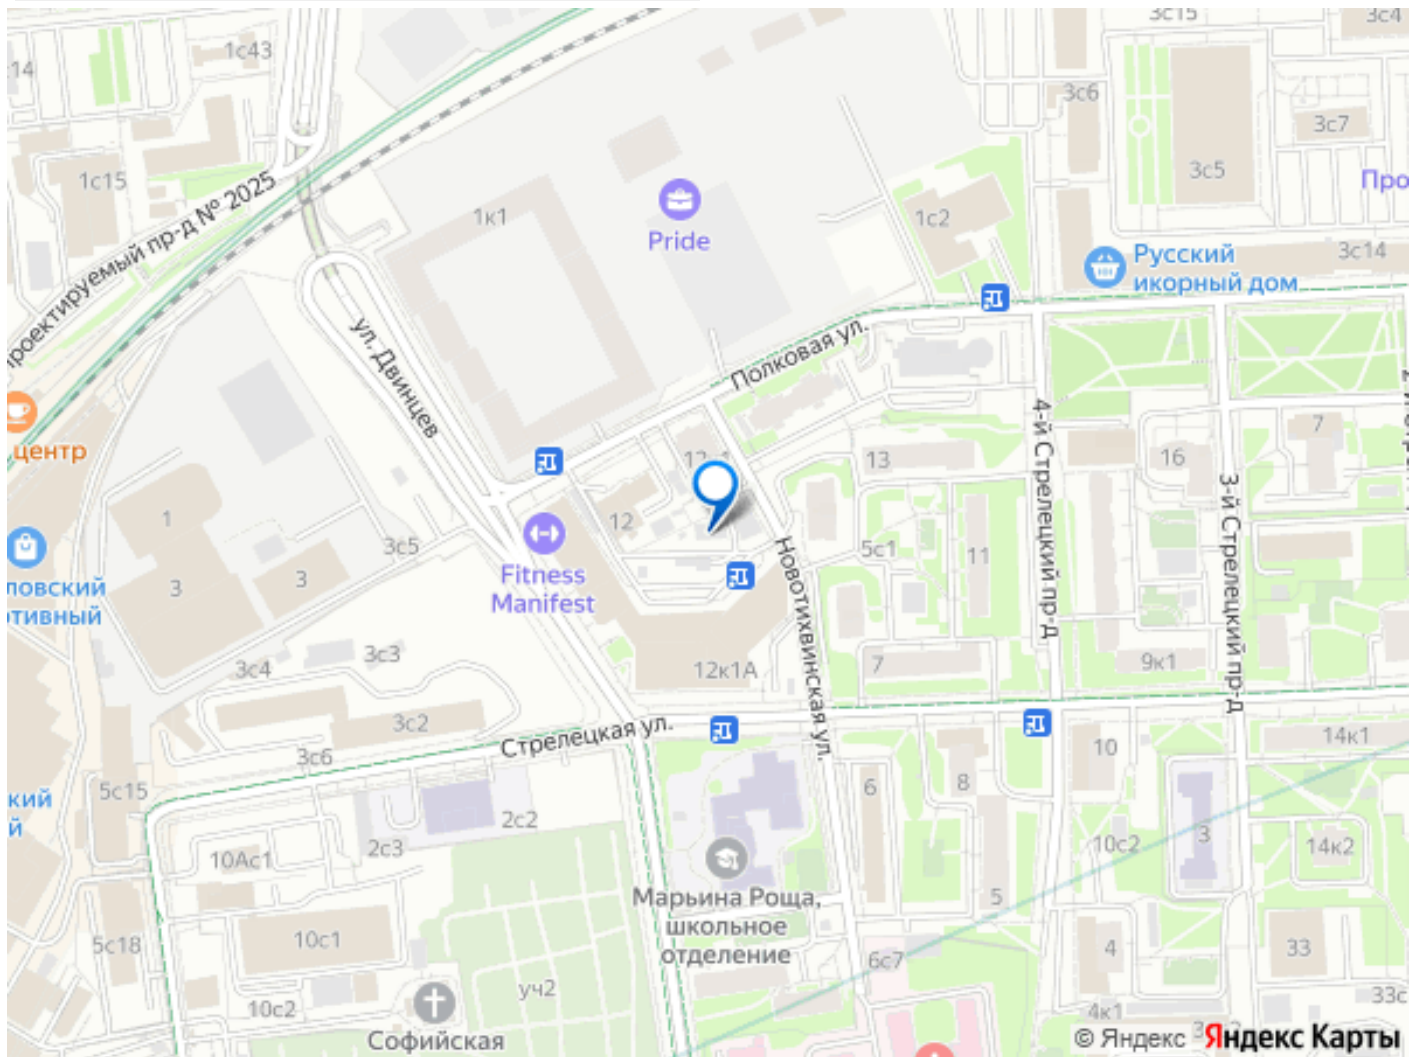 3с15
3с4
1с43
14
3с6
3с7
3с5
1с15
Про
1к1
1с2
проектируемый пр-д № 2025
Pride
Русский
икорный дом
3с14
ул. Двинцев
Полковая ул.
4-й Стрелецкий пр-д
центр
7
16
13
3-й Стрелецкий пр-д
1
12
3с5
5с1
11
Новотихвинская ул.
Fitness
Manifest
3
3
ловский
ртивный
3с3
3с4
12к1А
7
9к1
3с2
Стрелецкая ул.
3с6
14к1
10
8
6
5с15
кий
й
2с2
2с3
10Ас1
3
10с2
14к2
Марьина Роща,
школьное
отделение
5
10с1
5с18
4
33
6с7
уч2
33с
10с2
4к1
Софийская
© Яндекс
Яндекс Карты